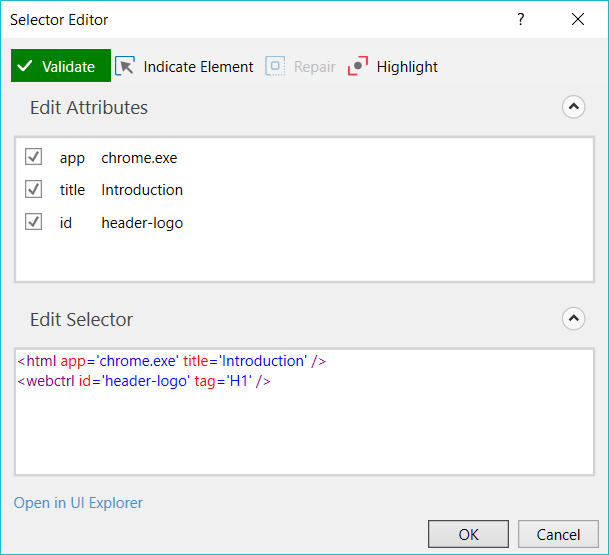 Selector Editor ?
Validate Indicate Element Repair Highlight
Edit Attributes
app chrome.exe
title Introduction
id header-logo
Edit Selector
<html app='chrome.exe' title='Introduction' />
<webctrl id='header-logo' tag='H1' />
Open in UI Explorer
OK Cancel